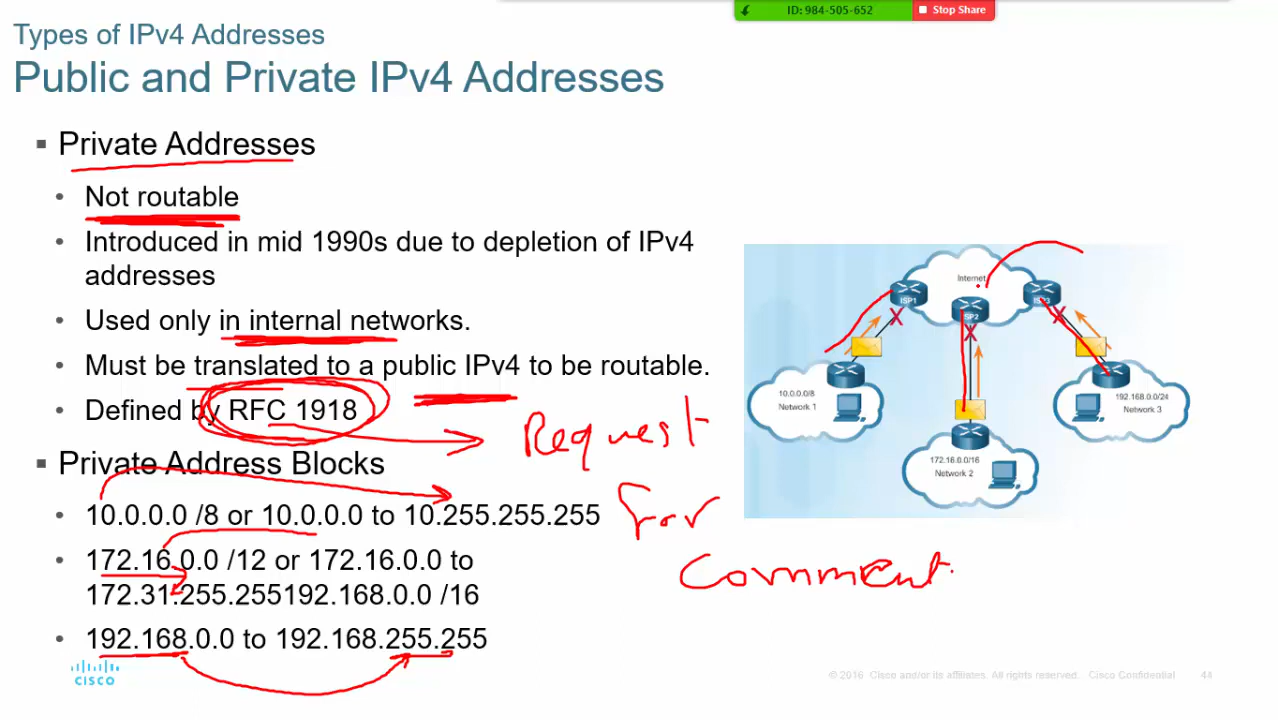 ID: 984-505-652
Stop Share
Types of IPv4 Addresses
Public and Private IPv4 Addresses
Private Addresses
Not routable
Introduced in mid 1990s due to depletion of IPv4
addresses
Used only in internal networks.
Must be translated to a public IPv4 to be routable.
Defined by RFC 1918
Request
For
Comment
Private Address Blocks
10.0.0.0 /8 or 10.0.0.0 to 10.255.255.255
172.16.0.0 /12 or 172.16.0.0 to
172.31.255.255192.168.0.0 /16
192.168.0.0 to 192.168.255.255
Internet
ISP1
ISP2
ISP3
10.0.0.0/8
Network 1
172.16.0.0/16
Network 2
192.168.0.0/24
Network 3
CISCO
© 2016 Cisco and/or its affiliates. All rights reserved. Cisco Confidential